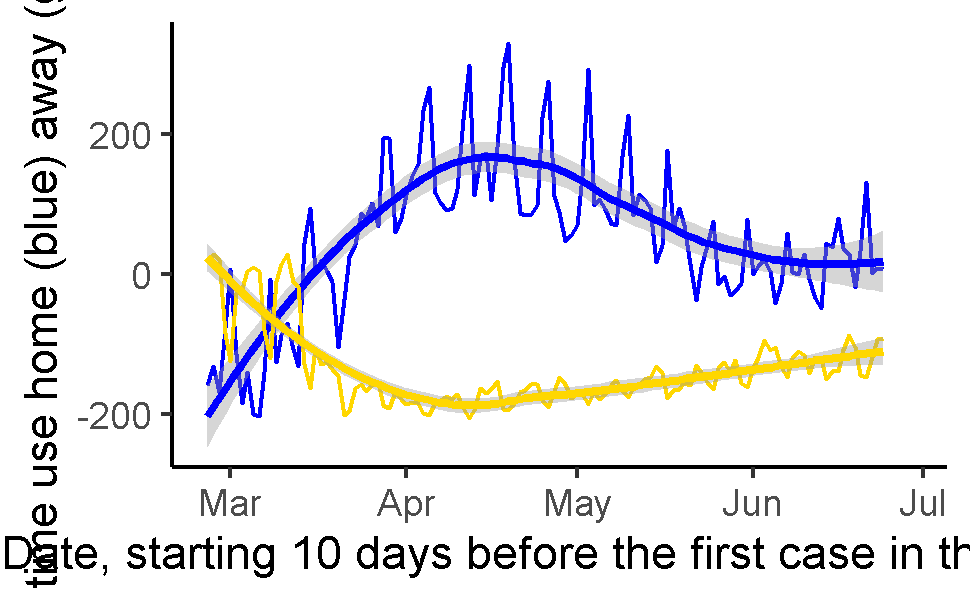 time use home (blue) away (
200
0
-200
Mar Apr May Jun Jul
Date, starting 10 days before the first case in th